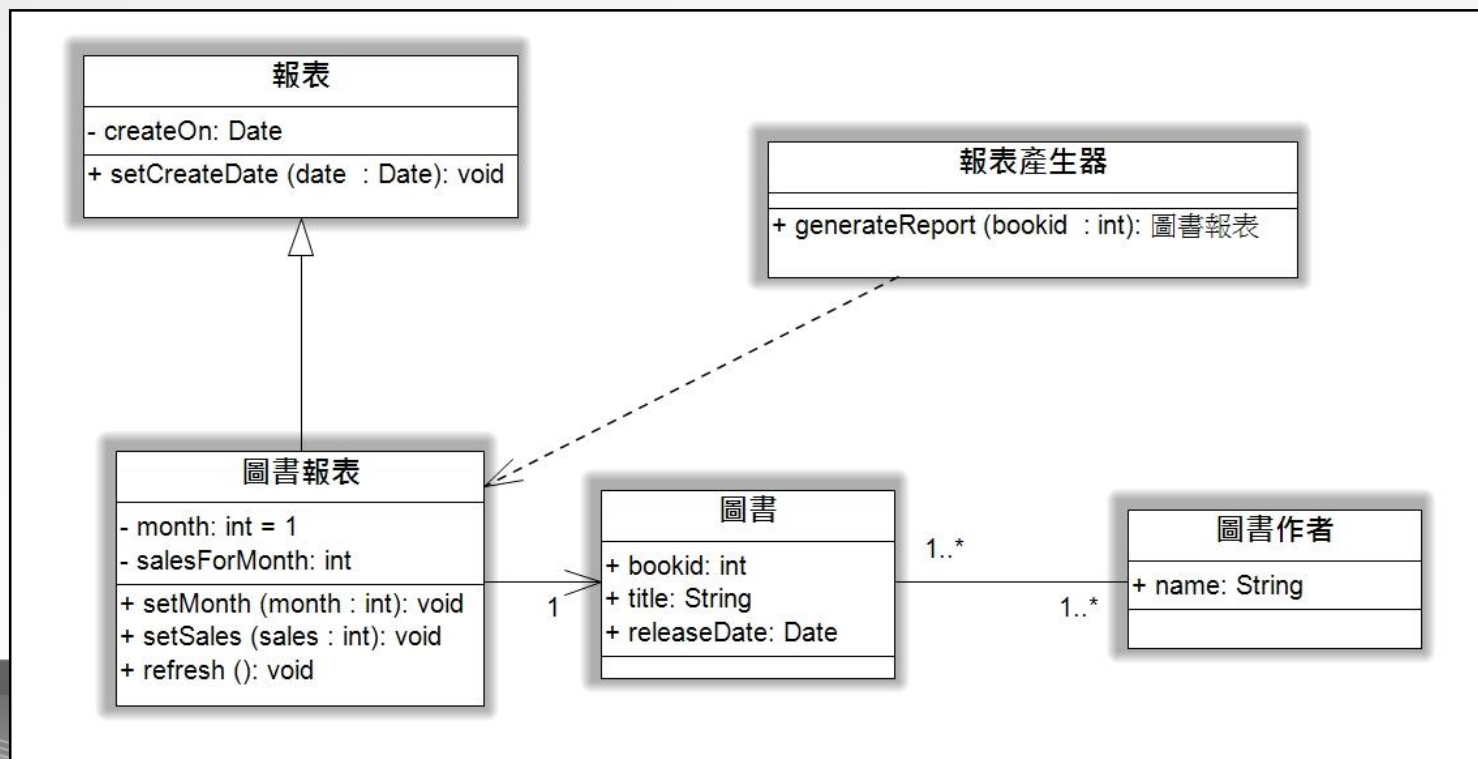 報表
- createOn: Date
+ setCreateDate (date : Date): void
報表產生器
+ generateReport (bookid : int): 圖書報表
圖書報表
- month: int = 1
- salesForMonth: int
+ setMonth (month : int): void
+ setSales (sales : int): void
+ refresh (): void
1
圖書
+ bookid: int
+ title: String
+ releaseDate: Date
1..*
1..*
圖書作者
+ name: String